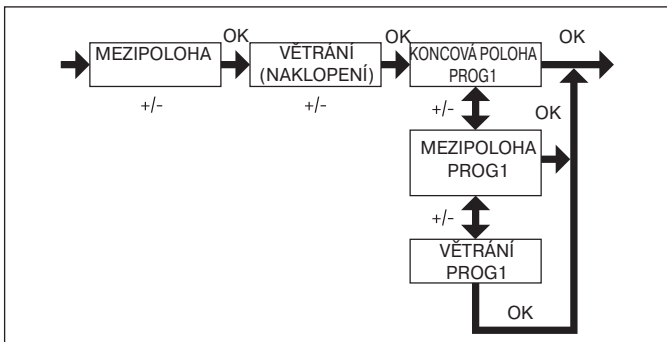 OK
OK
OK
MEZIPOLOHA
VĚTRÁNÍ
(NAKLOPENÍ)
KONCOVÁ POLOHA
PROG1
+/-
+/-
+/-
OK
MEZIPOLOHA
PROG1
+/-
VĚTRÁNÍ
PROG1
OK